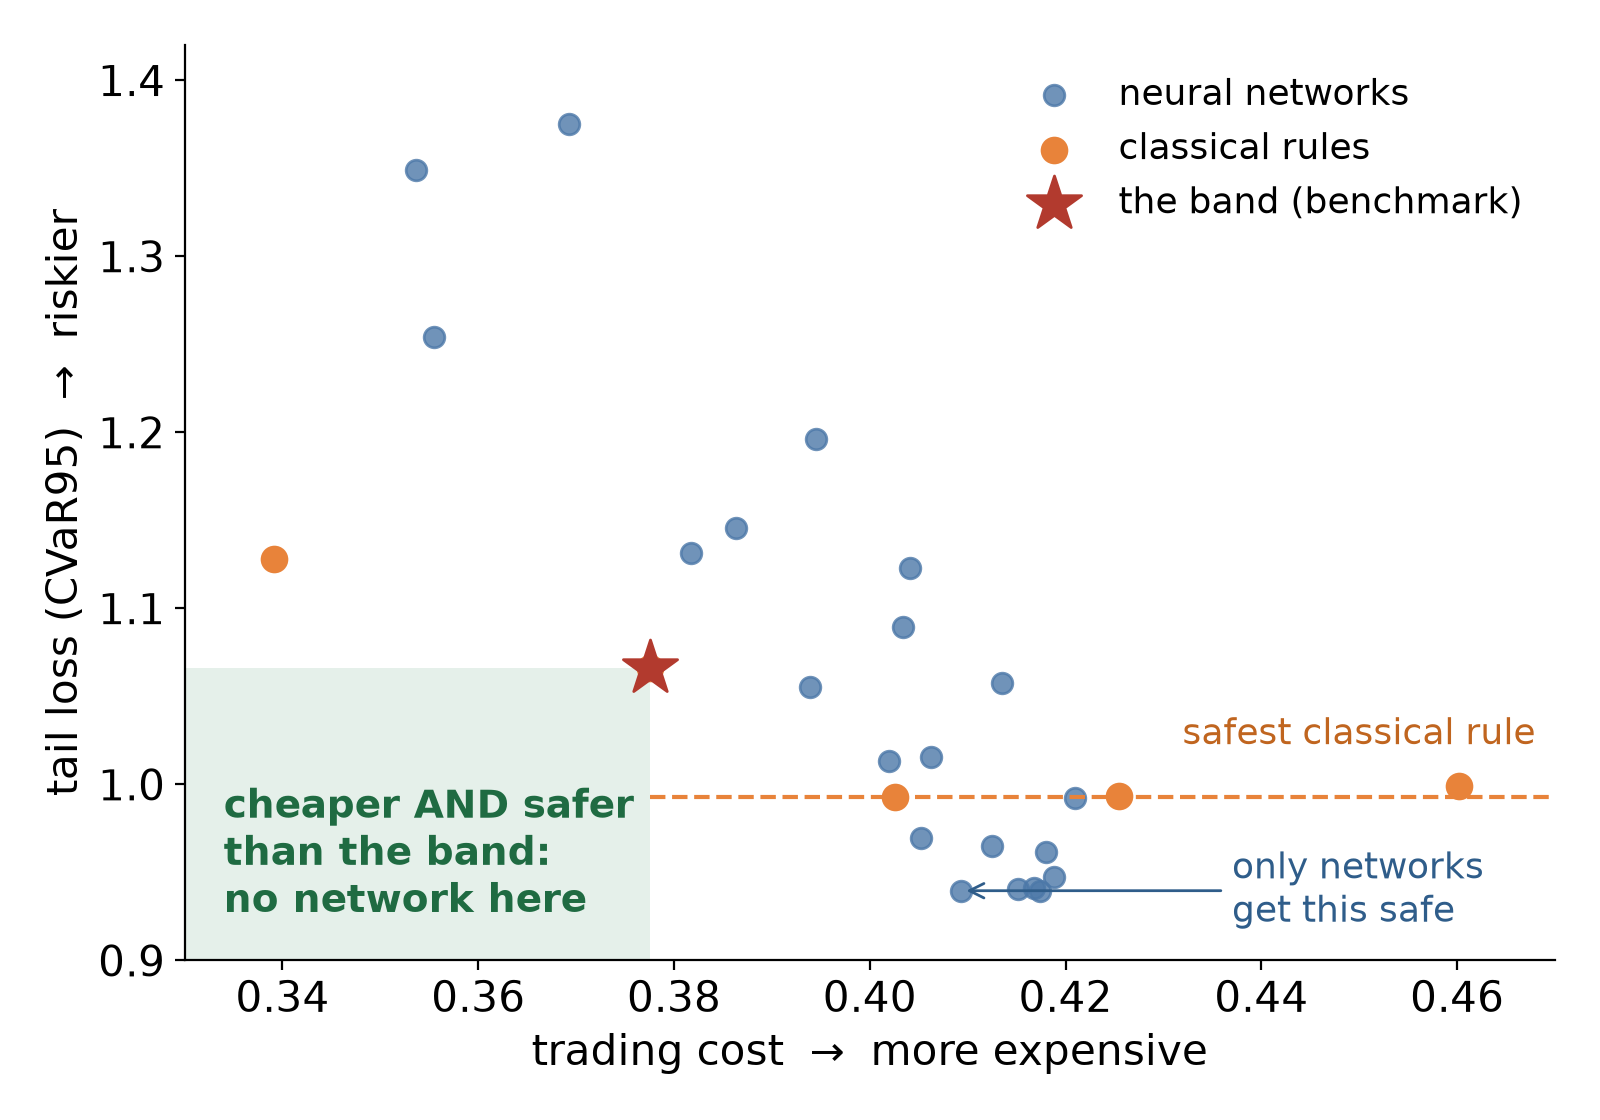 1.4
1.3
1.2
1.1
1.0
0.9
tail loss (CVaR95) → riskier
neural networks
classical rules
the band (benchmark)
safest classical rule
cheaper AND safer
than the band:
no network here
only networks
get this safe
0.34 0.36 0.38 0.40 0.42 0.44 0.46
trading cost → more expensive